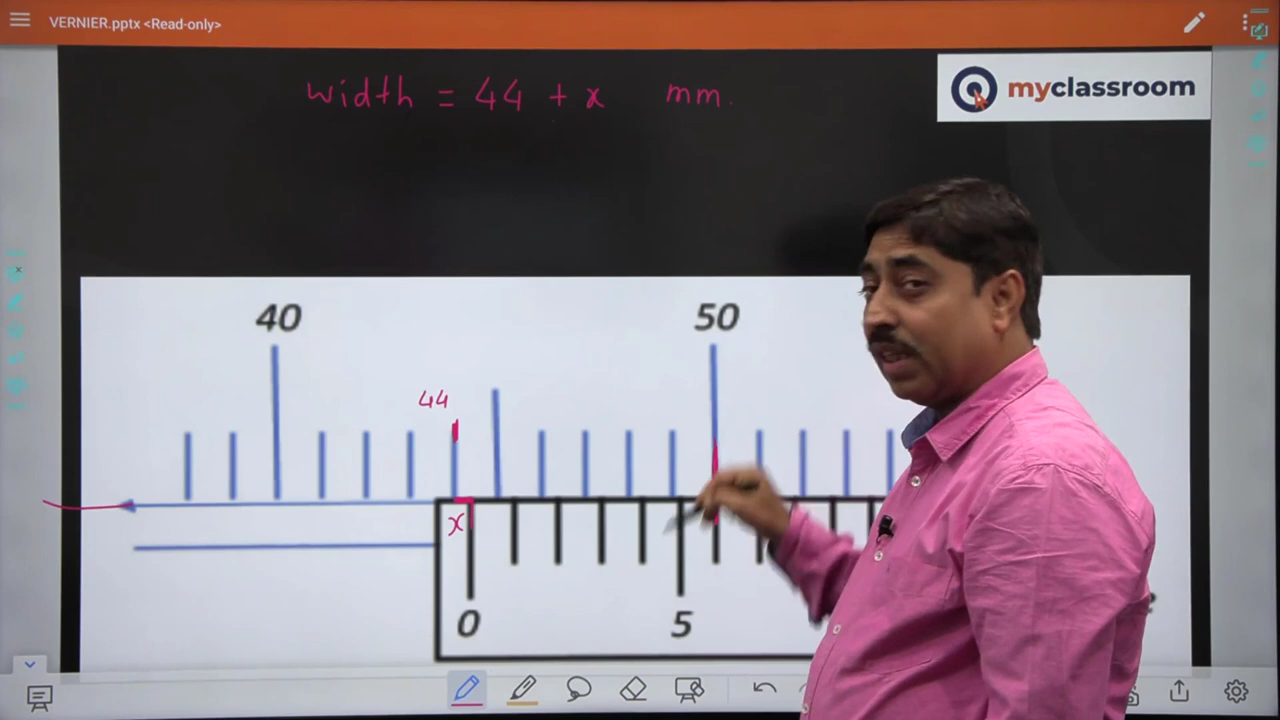 VERNIER.pptx <Read-only>
width = 44 + x mm.
myclassroom
40
50
44
x
0
5